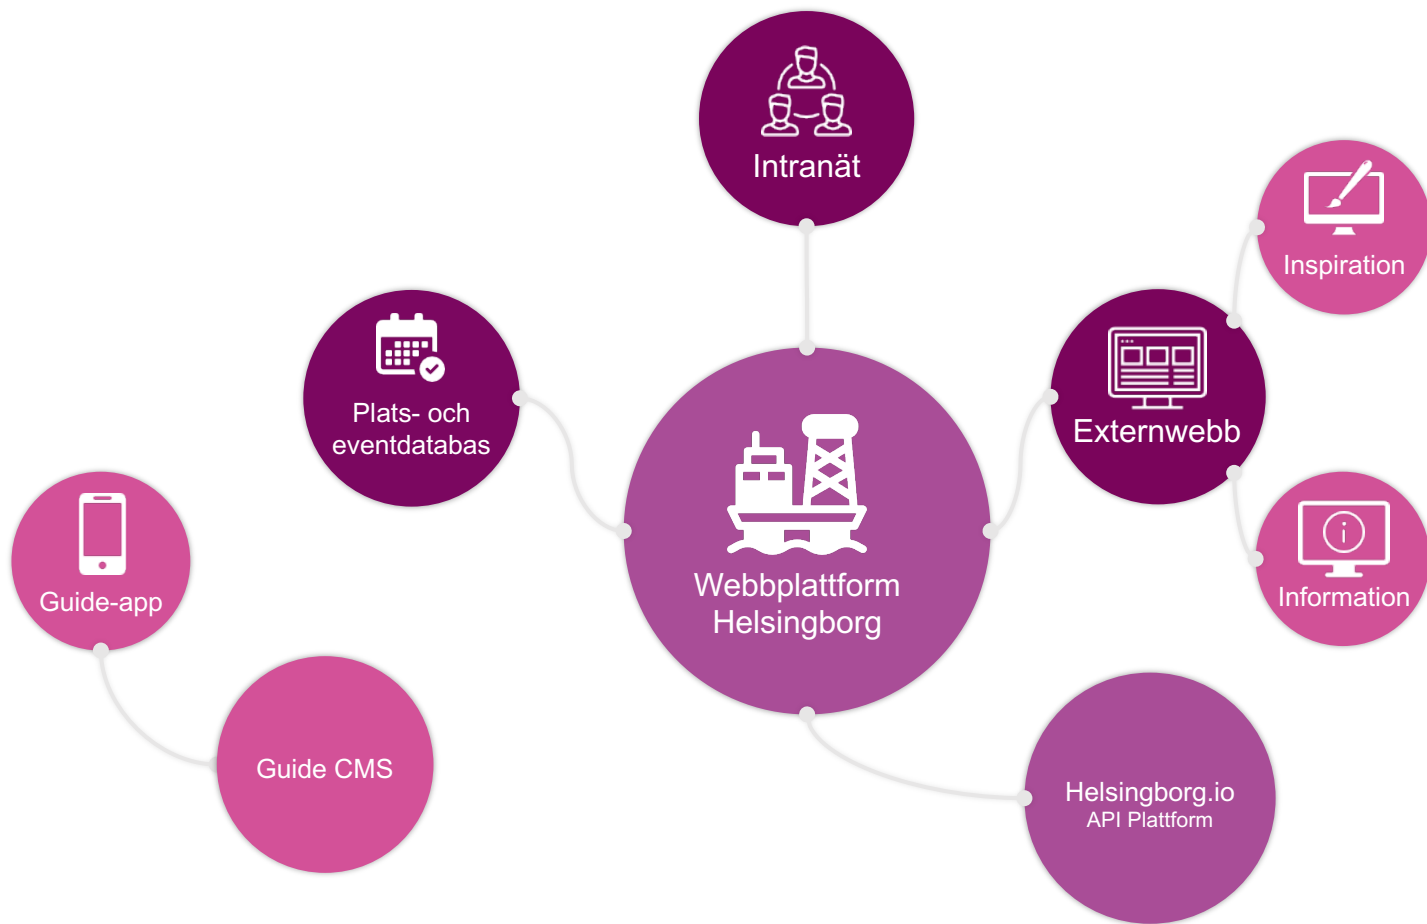 Intranät
Inspiration
Plats- och
eventdatabas
Externwebb
Webbplattform
Helsingborg
Guide-app
Information
Guide CMS
Helsingborg.io
API Plattform